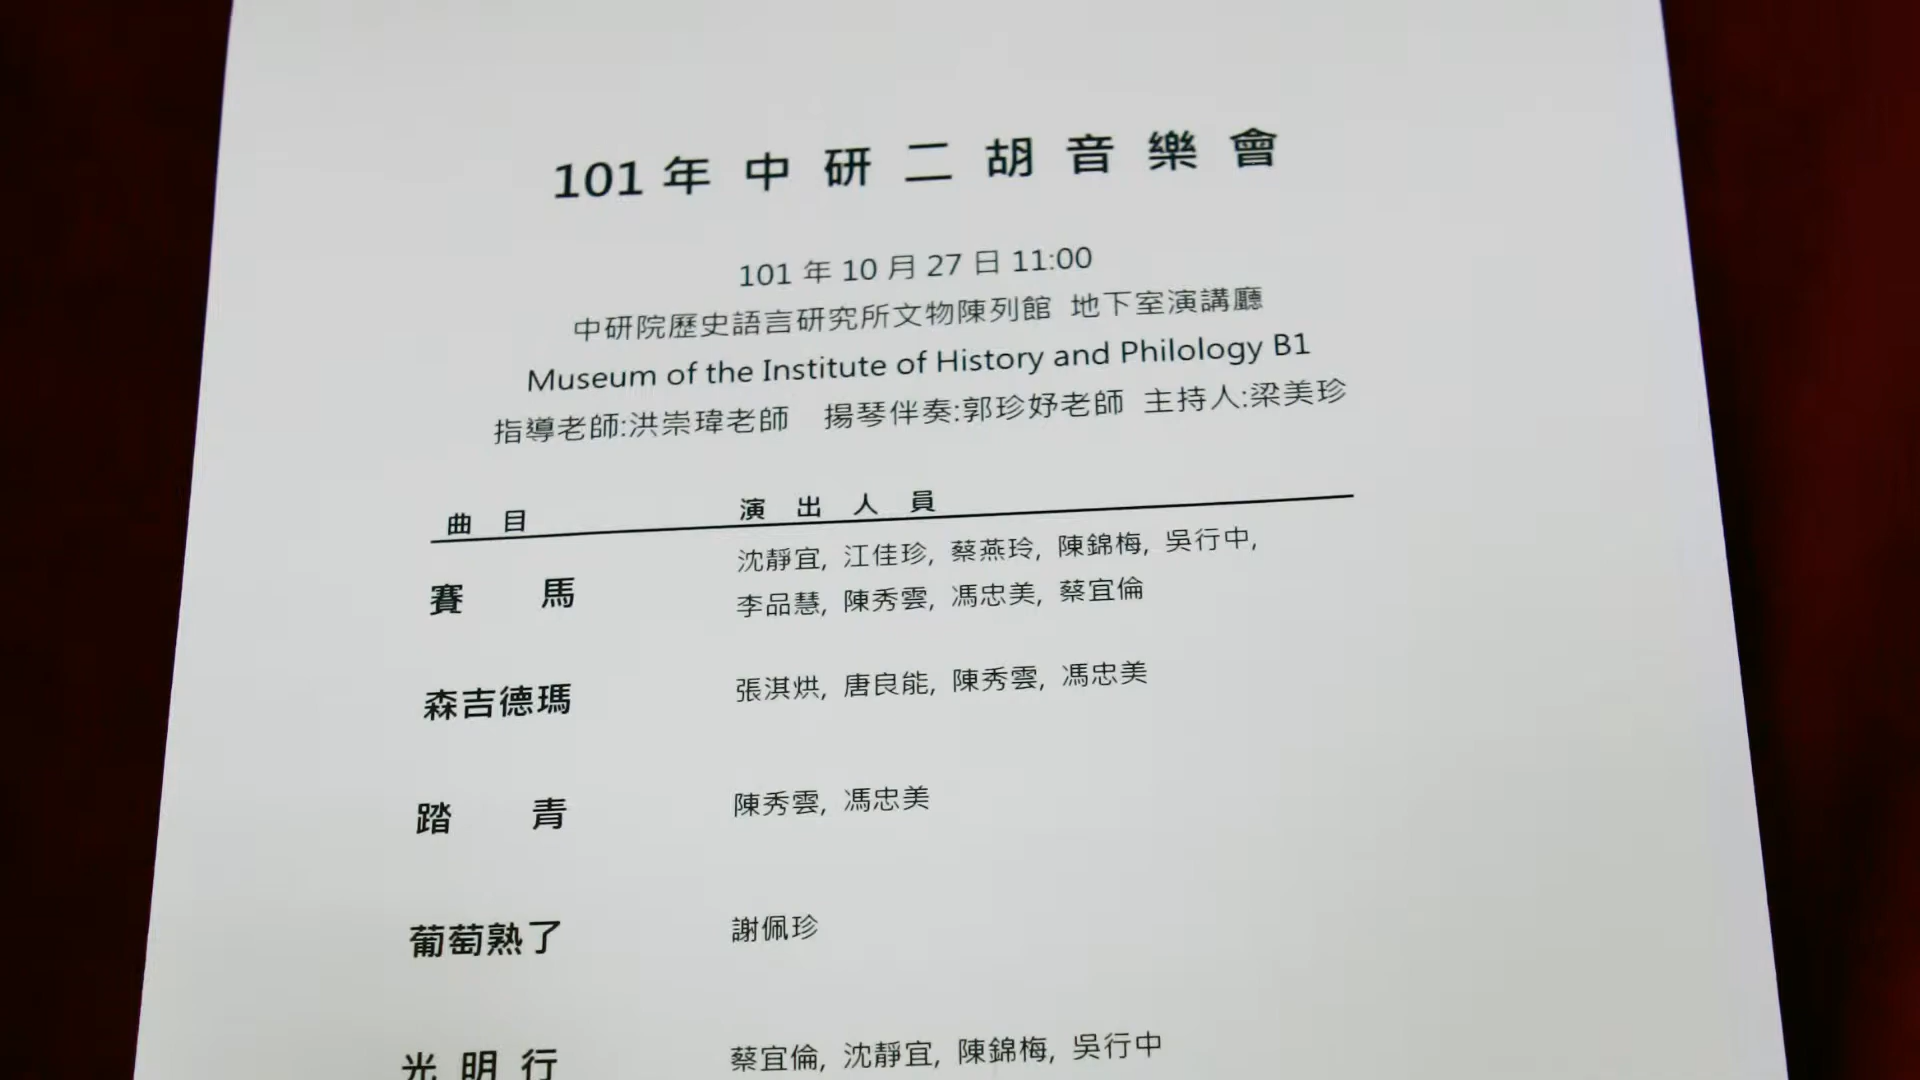 101年中研二胡音樂會
101 年 10 月 27 日 11:00
中研院歷史語言研究所文物陳列館 地下室演講廳
Museum of the Institute of History and Philology B1
指導老師:洪崇瑋老師 揚琴伴奏:郭珍妤老師 主持人:梁美珍
曲目 演出人員
賽馬 沈靜宜, 江佳珍, 蔡燕玲, 陳錦梅, 吳行中,
李品慧, 陳秀雲, 馮忠美, 蔡宜倫
森吉德瑪 張淇烘, 唐良能, 陳秀雲, 馮忠美
踏青 陳秀雲, 馮忠美
葡萄熟了 謝佩珍
光明行 蔡宜倫, 沈靜宜, 陳錦梅, 吳行中